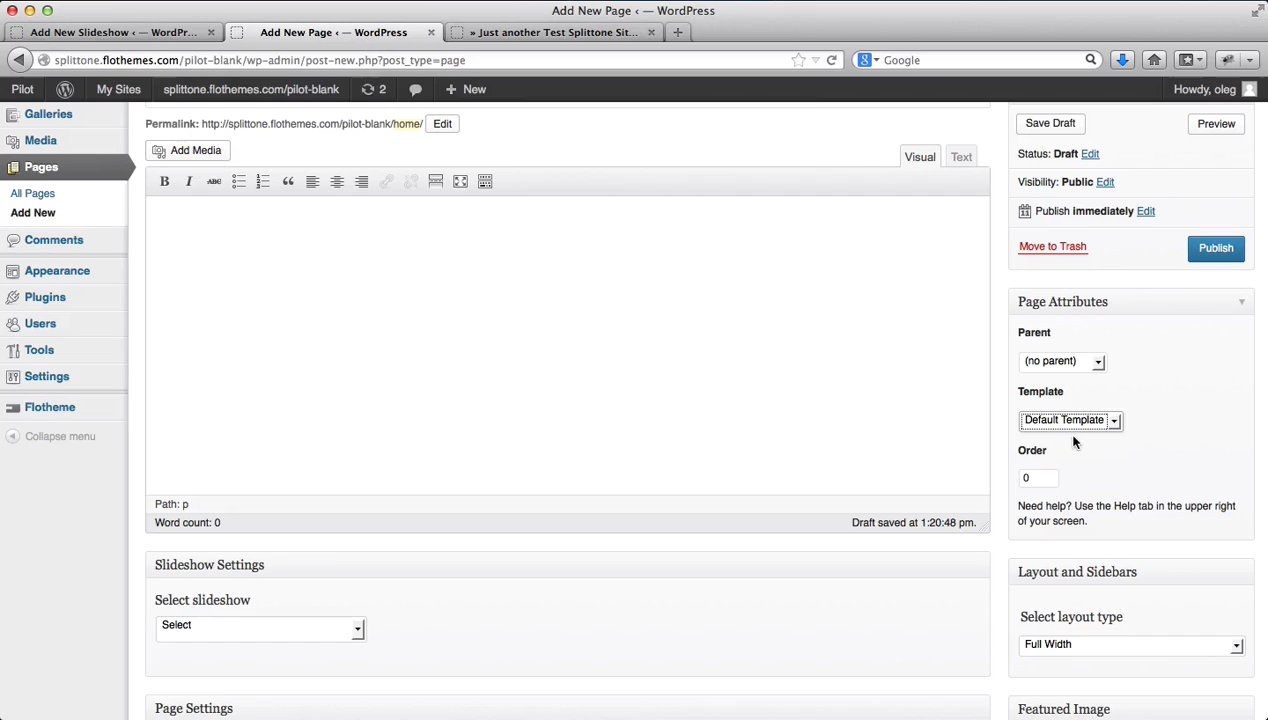 Add New Page ‹ — WordPress
Add New Slideshow ‹ — WordPr...
Add New Page ‹ — WordPress
» Just another Test Splittone Sit...
splittone.flothemes.com/pilot-blank/wp-admin/post-new.php?post_type=page
Google
Pilot
My Sites
splittone.flothemes.com/pilot-blank
2
New
Howdy, oleg
Galleries
Media
Pages
All Pages
Add New
Comments
Appearance
Plugins
Users
Tools
Settings
Flotheme
Collapse menu
Permalink: http://splittone.flothemes.com/pilot-blank/home/ Edit
Add Media
Visual
Text
B I ABC
Path: p
Word count: 0
Draft saved at 1:20:48 pm.
Slideshow Settings
Select slideshow
Select
Page Settings
Save Draft
Preview
Status: Draft Edit
Visibility: Public Edit
Publish immediately Edit
Move to Trash
Publish
Page Attributes
Parent
(no parent)
Template
Default Template
Order
0
Need help? Use the Help tab in the upper right
of your screen.
Layout and Sidebars
Select layout type
Full Width
Featured Image